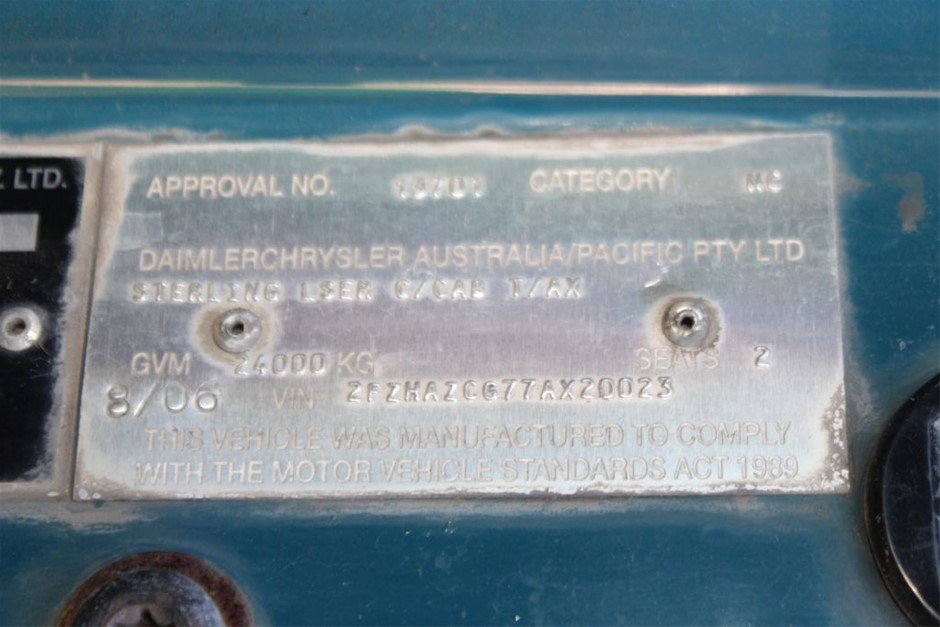 LTD.
APPROVAL NO. CATEGORY
DAIMLERCHRYSLER AUSTRALIA/PACIFIC PTY LTD
STERLING LSER C/CAB T/AX
GVM 24000 KG SEATS 2
8/06 VIN 2FZHAZCG77AX20023
THIS VEHICLE WAS MANUFACTURED TO COMPLY
WITH THE MOTOR VEHICLE STANDARDS ACT 1989